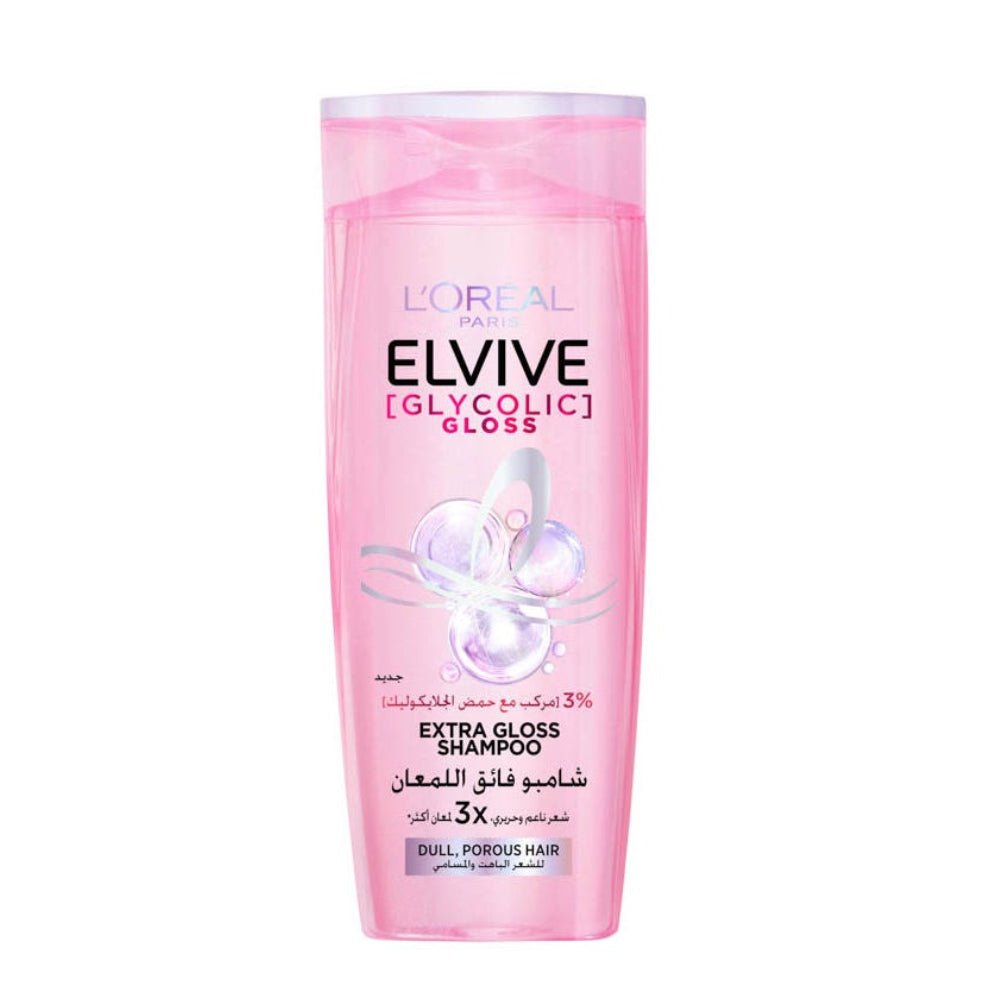 L'ORÉAL
PARIS
ELVIVE
[GLYCOLIC]
GLOSS
جديد
3% [مركب مع حمض الجلايكوليك]
EXTRA GLOSS
SHAMPOO
شامبو فائق اللمعان
شعر ناعم وحريري، 3X لمعان أكثر*
DULL, POROUS HAIR
للشعر الباهت والمسامي